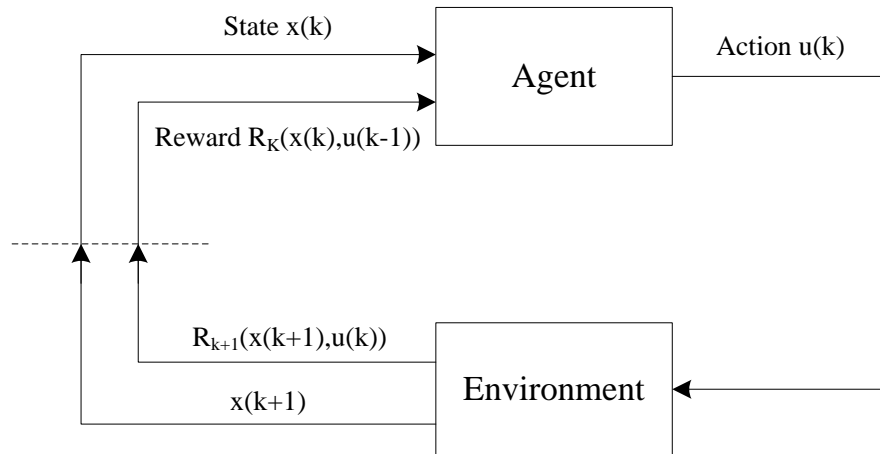 State x(k)
Agent
Action u(k)
Reward R_K(x(k),u(k-1))
R_{k+1}(x(k+1),u(k))
Environment
x(k+1)